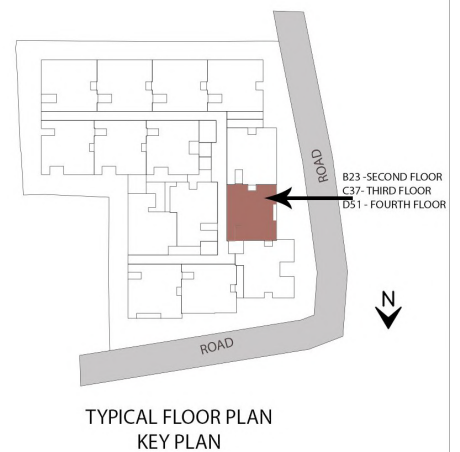 ROAD
B23 -SECOND FLOOR
C37- THIRD FLOOR
D51 - FOURTH FLOOR
N
ROAD
TYPICAL FLOOR PLAN
KEY PLAN